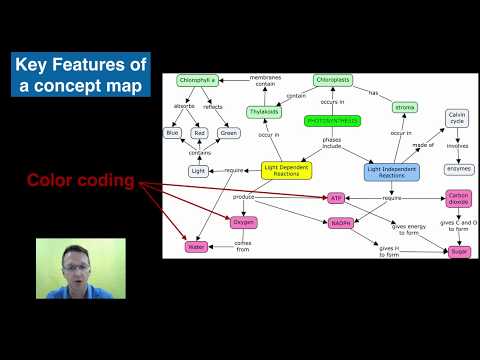 Key Features of
a concept map
Color coding
Chlorophyll a
membranes
contain
Chloroplasts
absorbs
reflects
contain
has
Thylakoids
occurs in
stroma
Blue
Red
Green
PHOTOSYNTHESIS
Calvin
cycle
contains
occur in
phases
include
occur in
made of
involves
Light
require
Light Dependent
Reactions
Light Independent
Reactions
enzymes
produce
ATP
require
Carbon
dioxide
Oxygen
NADPH
gives energy
to form
gives C and O
to form
Water
comes
from
gives H
to form
Sugar